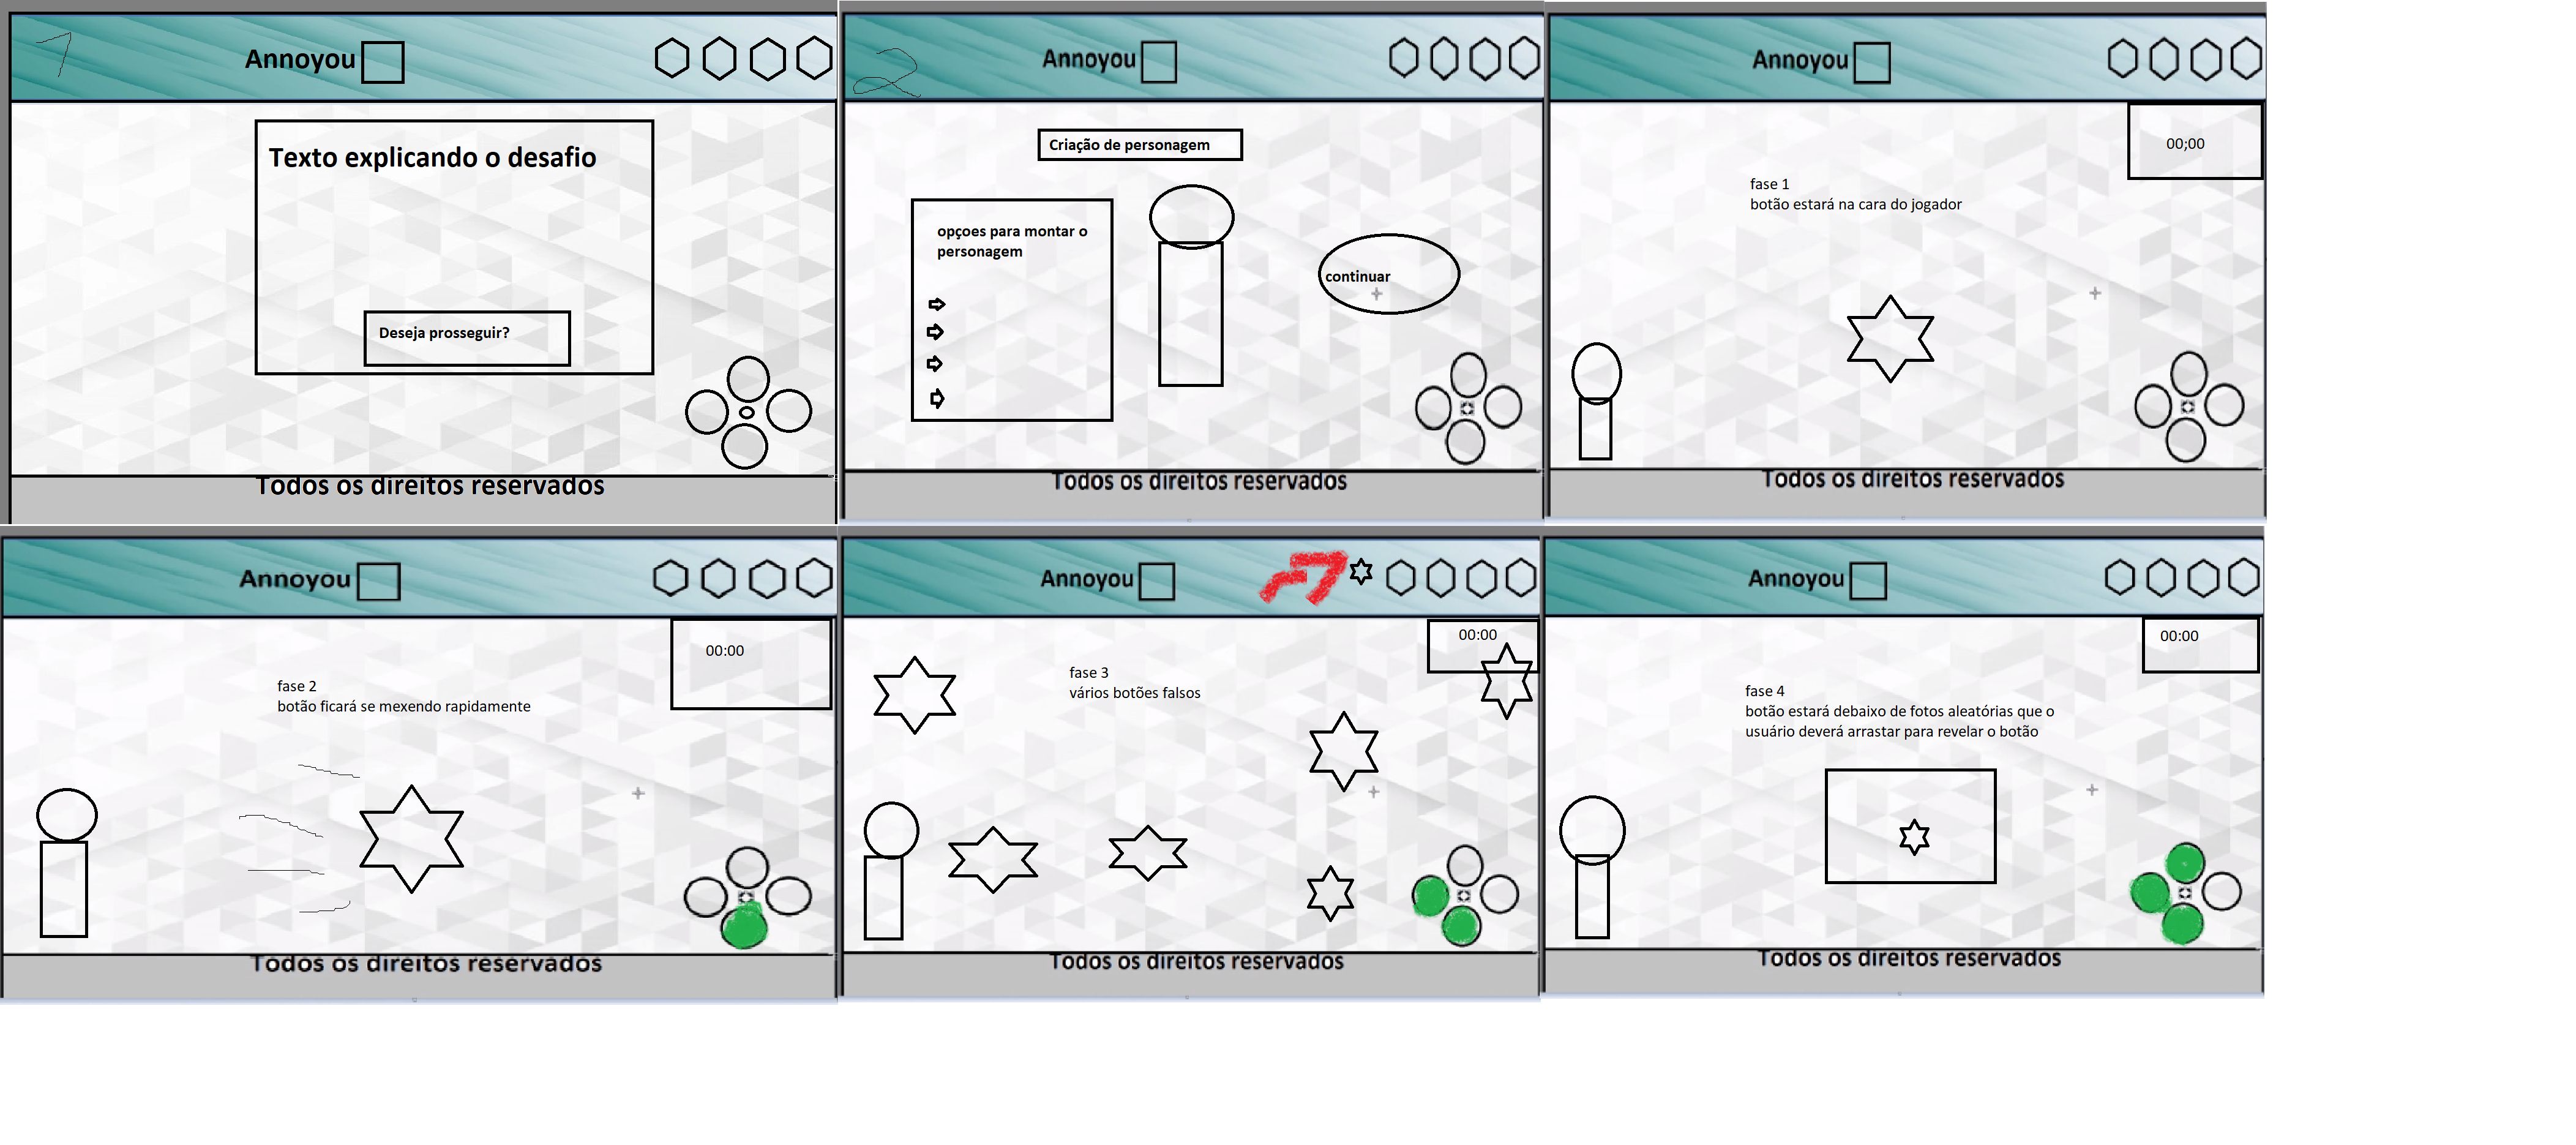 1
Annoyou
Texto explicando o desafio
Deseja prosseguir?
Todos os direitos reservados
2
Annoyou
Criação de personagem
opçoes para montar o
personagem
continuar
Todos os direitos reservados
Annoyou
00;00
fase 1
botão estará na cara do jogador
Todos os direitos reservados
Annoyou
00:00
fase 2
botão ficará se mexendo rapidamente
Todos os direitos reservados
Annoyou
00:00
fase 3
vários botões falsos
Todos os direitos reservados
Annoyou
00:00
fase 4
botão estará debaixo de fotos aleatórias que o
usuário deverá arrastar para revelar o botão
Todos os direitos reservados